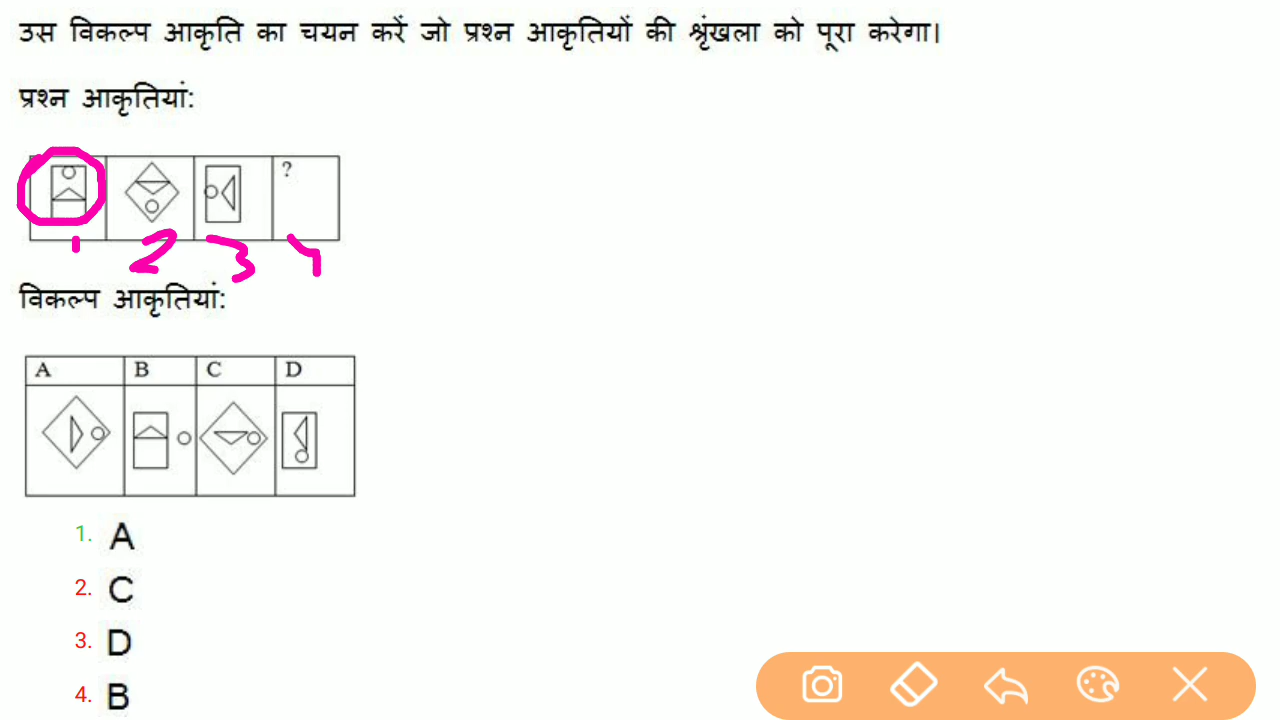 उस विकल्प आकृति का चयन करें जो प्रश्न आकृतियों की श्रृंखला को पूरा करेगा।
प्रश्न आकृतियां:
?
1 2 3 4
विकल्प आकृतियां:
A B C D
1. A
2. C
3. D
4. B